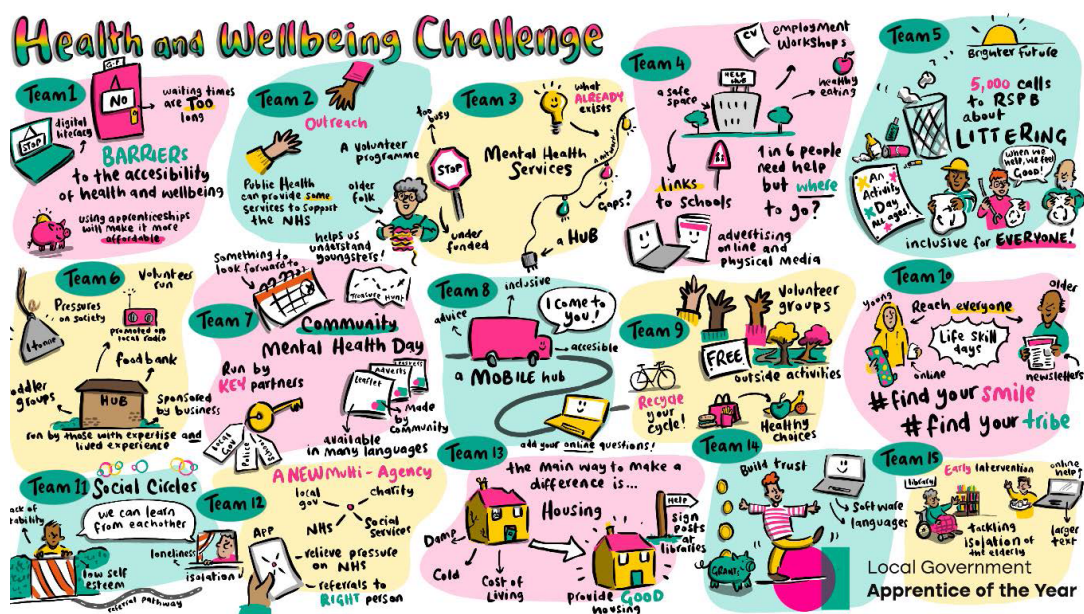 Health and Wellbeing Challenge
Team 1
G.P
NO
STOP
digital
literacy
waiting times
are TOO
long
BARRIERS
to the accesibility
of health and wellbeing
using apprenticeships
will make it more
affordable
Team 2
Outreach
A Volunteer
programme
Public Health
can provide some
services to support
the NHS
older
folk
helps us
understand
youngsters!
Team 3
too
busy
STOP
under
funded
what
ALREADY
exists
Mental Health
Services
a network
Gaps?
a HUB
Team 4
CV
employment
Workshops
HELP
HUB
a safe
space
healthy
eating
links
to schools
1 in 6 people
need help
but where
to go?
advertising
online and
physical media
Team 5
Brighter Future
5,000 calls
to RSPB
about
LITTERING
An
Activity
Day
ALL ages!
When we
help, we feel
Good!
inclusive for EVERYONE!
Team 6
Volunteer
run
Pressures
on society
1 tonne
promoted on
local radio
food bank
oddler
groups
HUB
Sponsored
by business
run by those with expertise and
lived experience
Team 7
Something to
look forward to
Treasure Hunt
Community
Mental Health Day
Run by
KEY partners
Local
Gov
Police
Adverts
Leaflet
Made
by
community
available
in many languages
Team 8
inclusive
advice
I come to
you!
accesible
a MOBILE hub
add your online questions!
Team 9
Volunteer
groups
FREE
outside activities
Recycle
your
cycle!
Healthy
choices
Team 10
young
Older
Reach everyone
Life skill
days
online
newsletters
#find your smile
#find your tribe
Team 11
Social Circles
ack of
tability
we can learn
from eachother
loneliness
isolation
low self
esteem
referral pathway
Team 12
A NEW Multi-Agency
local
gov
charity
NHS
Social
Services
App
relieve pressure
on NHS
referrals to
RIGHT person
Team 13
the main way to make a
difference is...
Housing
Help
sign
posts
at
libraries
Damp
Cold
Cost of
Living
provide GOOD
housing
Team 14
Build trust
Software
languages
GRANTS
Team 15
Early Intervention
online
help
library
tackling
isolation of
the elderly
larger
text
Local Government
Apprentice of the Year